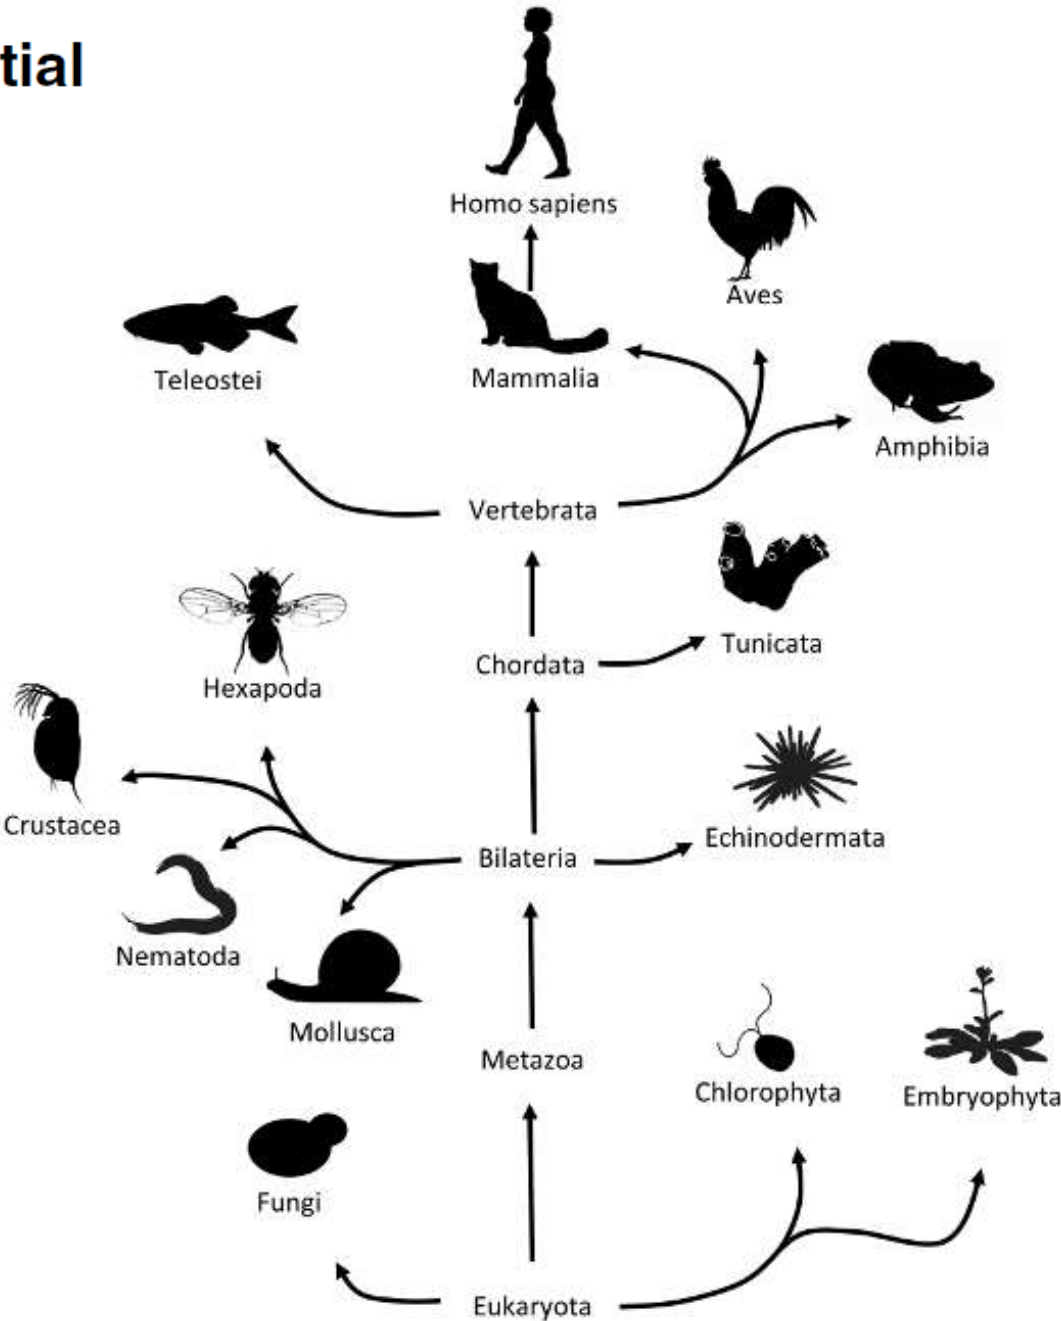 tial
Homo sapiens
Aves
Teleostei
Mammalia
Amphibia
Vertebrata
Tunicata
Chordata
Hexapoda
Crustacea
Echinodermata
Bilateria
Nematoda
Mollusca
Metazoa
Chlorophyta
Embryophyta
Fungi
Eukaryota